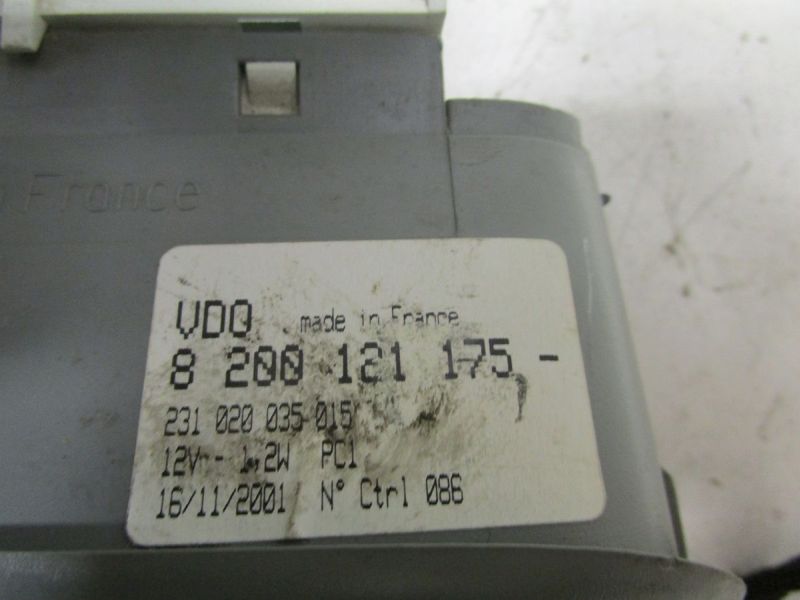 France
VDO made in France
8 200 121 175 -
231 020 035 015
12V - 1,2W PC1
16/11/2001 N° Ctrl 086